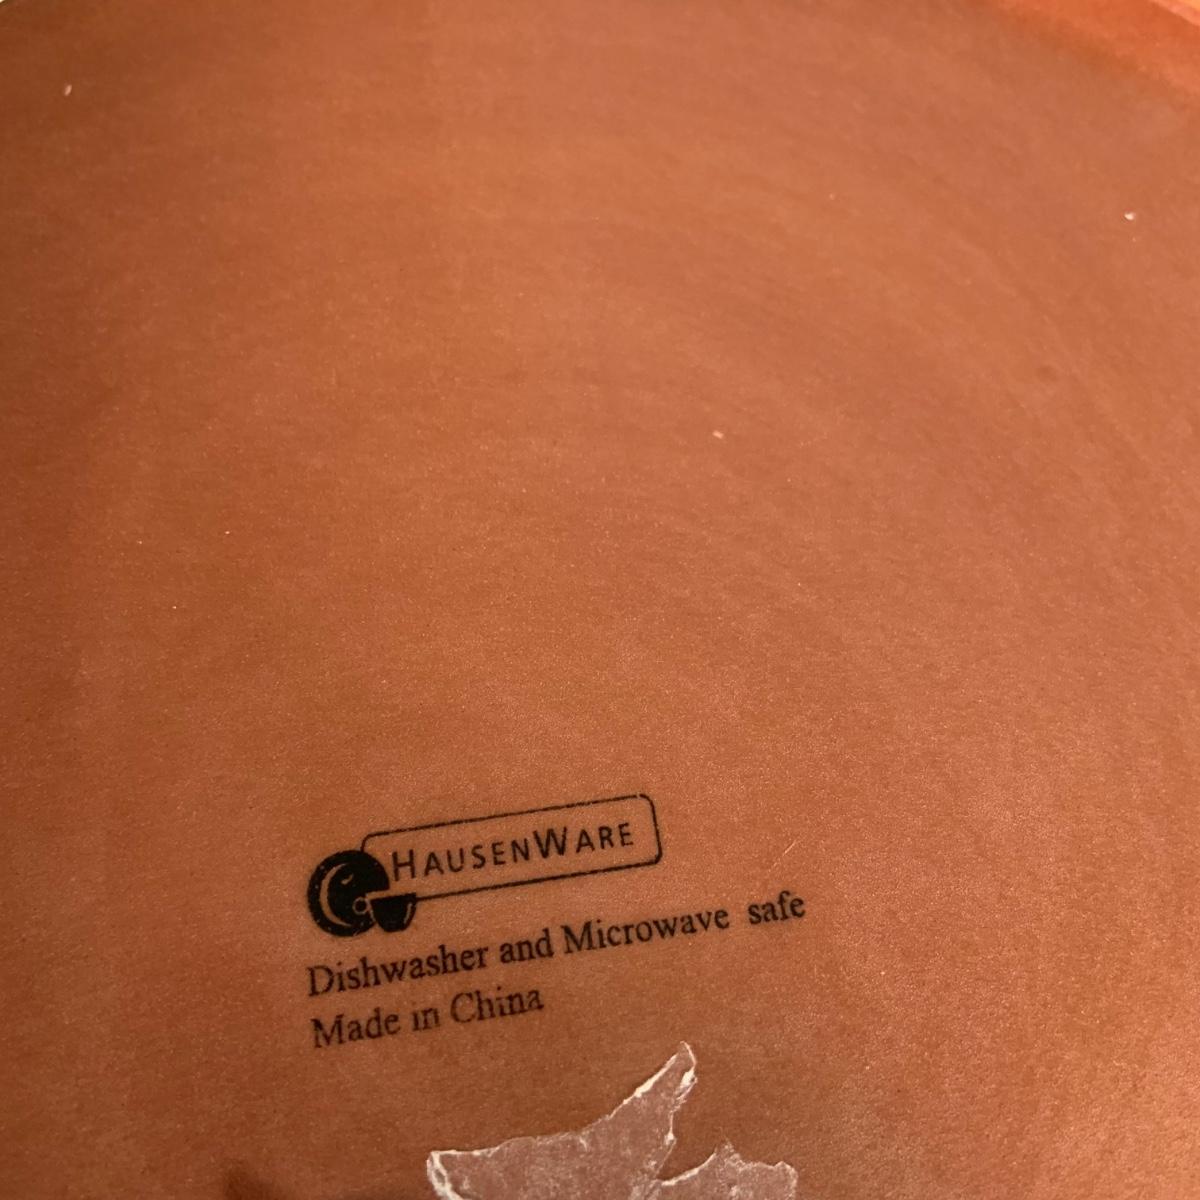 HAUSENWARE
Dishwasher and Microwave safe
Made in China